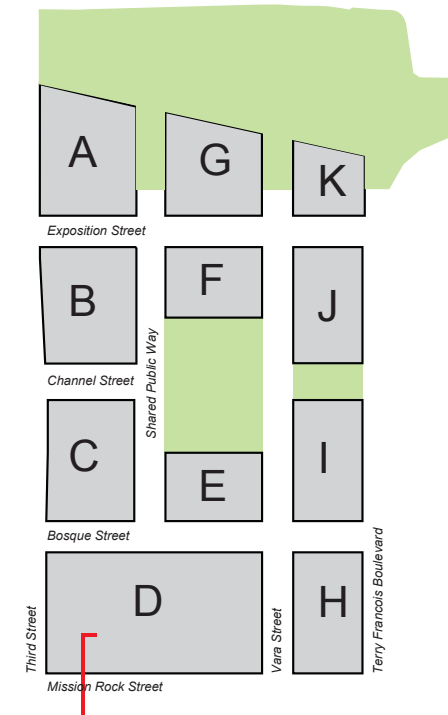 A
G
K
Exposition Street
B
F
J
Channel Street
Shared Public Way
C
E
I
Bosque Street
D
H
Third Street
Vara Street
Terry Francois Boulevard
Mission Rock Street